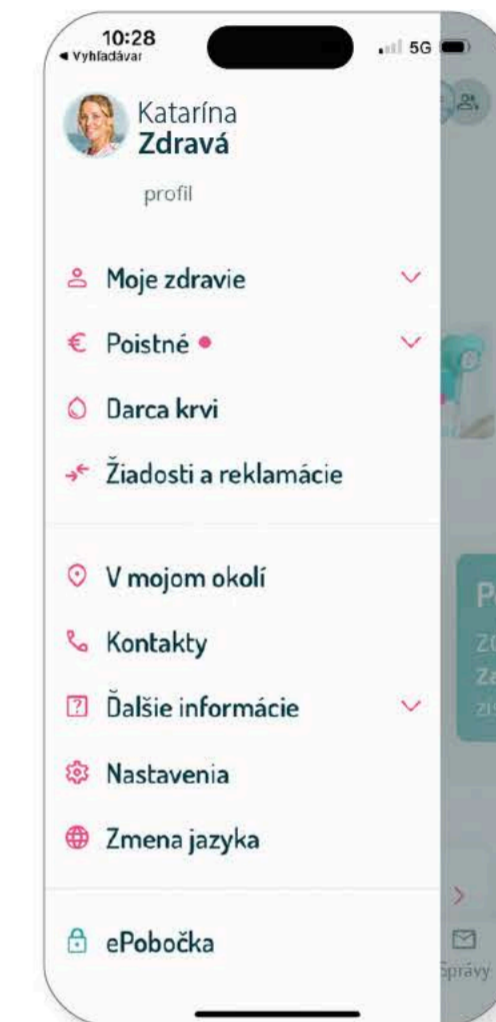 10:28
◀ Vyhľadávar
5G
Katarína
Zdravá
profil
Moje zdravie
Poistné
Darca krvi
Žiadosti a reklamácie
V mojom okolí
Kontakty
Ďalšie informácie
Nastavenia
Zmena jazyka
ePobočka
Správy